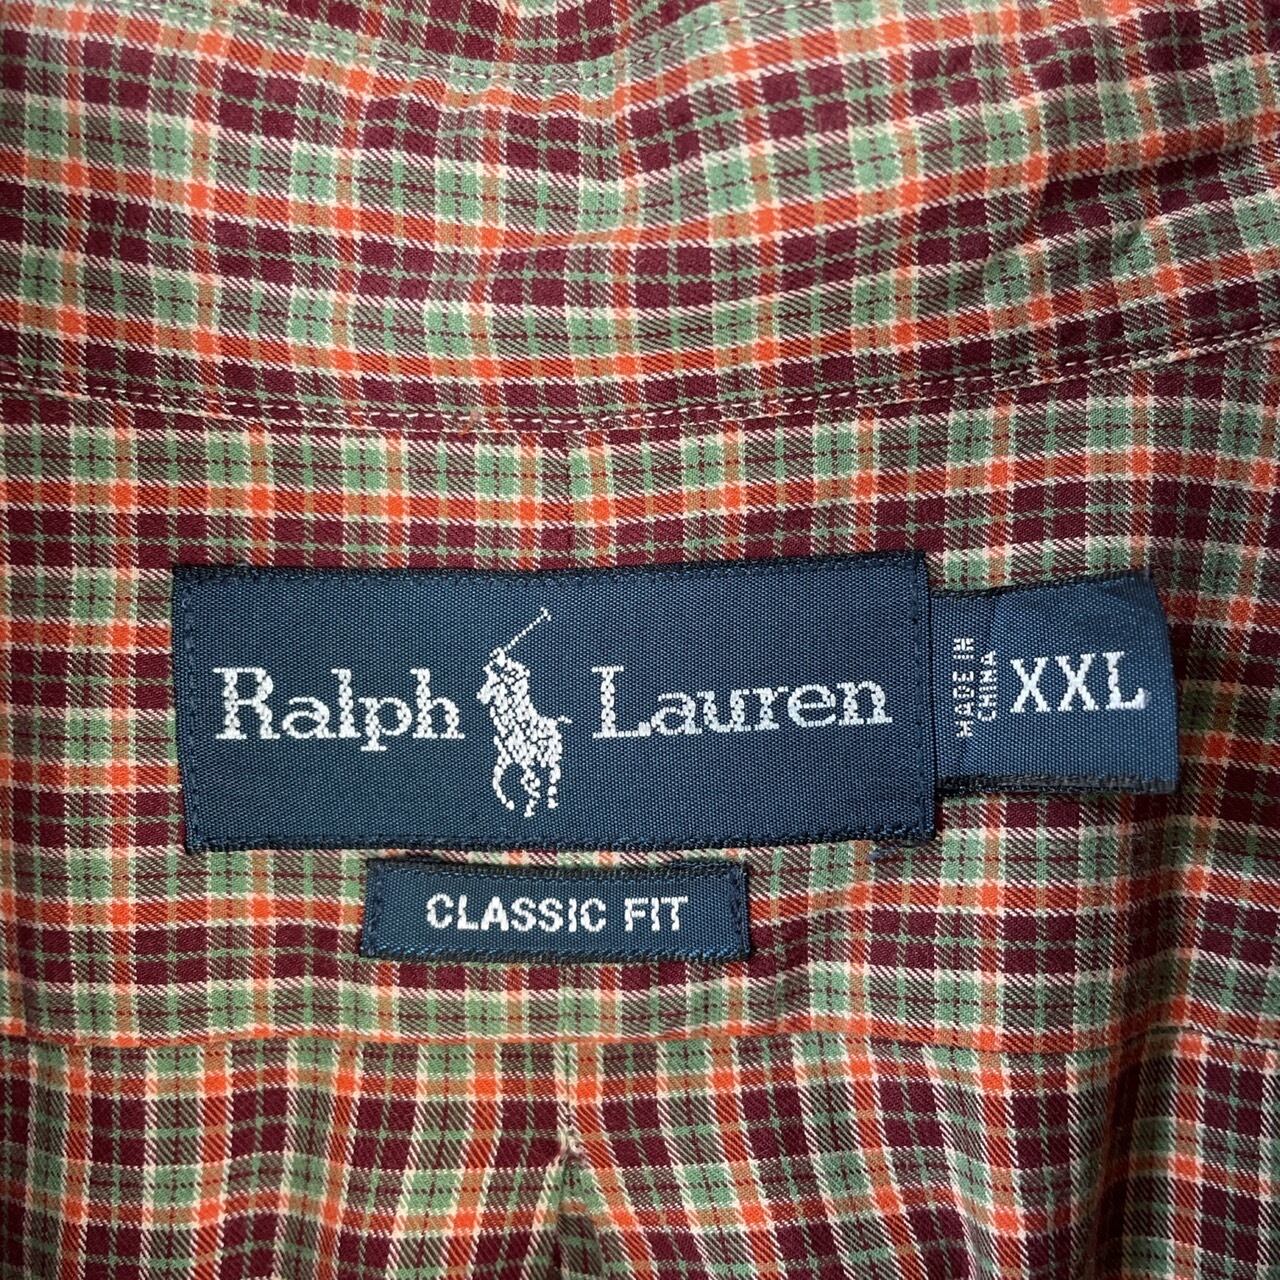 Ralph Lauren
MADE IN
CHINA
XXL
CLASSIC FIT